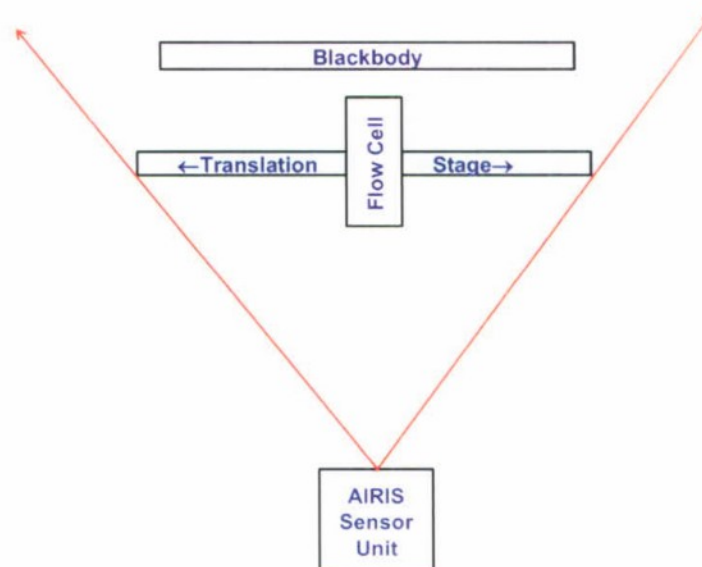 Blackbody
←Translation
Flow Cell
Stage→
AIRIS
Sensor
Unit